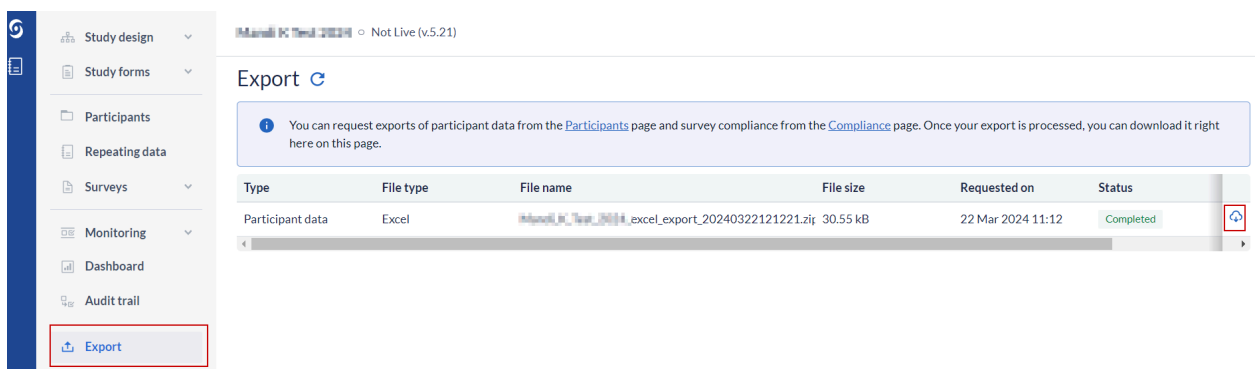 Not Live (v.5.21)
Study design
Study forms
Participants
Repeating data
Surveys
Monitoring
Dashboard
Audit trail
Export
Export
You can request exports of participant data from the Participants page and survey compliance from the Compliance page. Once your export is processed, you can download it right
here on this page.
Type File type File name File size Requested on Status
Participant data Excel _excel_export_20240322121221.zip 30.55 kB 22 Mar 2024 11:12 Completed